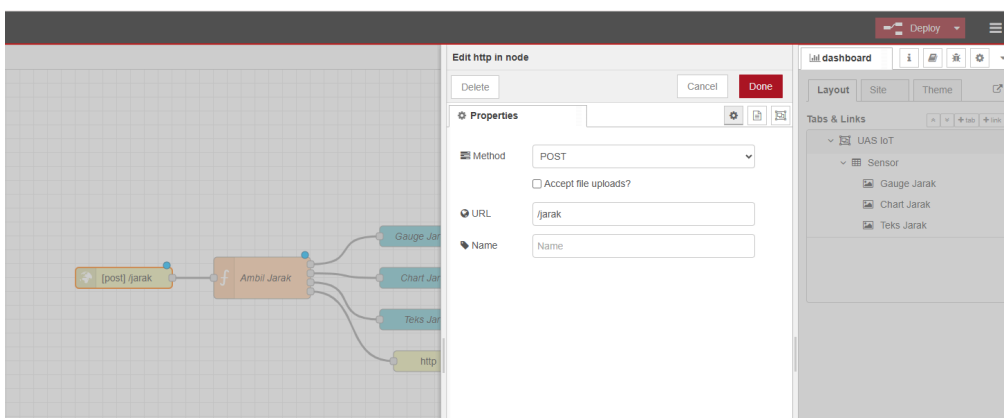 Deploy
Edit http in node
Delete
Cancel
Done
Properties
Method
POST
Accept file uploads?
URL
/jarak
Name
Name
[post] /jarak
f
Ambil Jarak
Gauge Jar
Chart Jar
Teks Jar
http
dashboard
i
Layout
Site
Theme
Tabs & Links
+ tab
+ link
UAS IoT
Sensor
Gauge Jarak
Chart Jarak
Teks Jarak